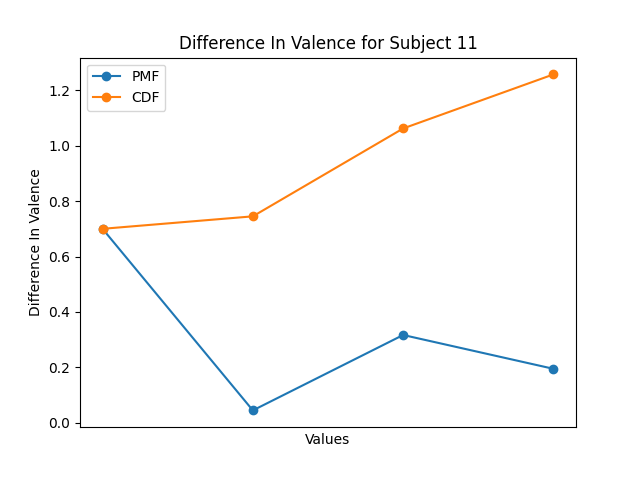 Difference In Valence for Subject 11
PMF
CDF
1.2
1.0
0.8
0.6
0.4
0.2
0.0
Difference In Valence
Values